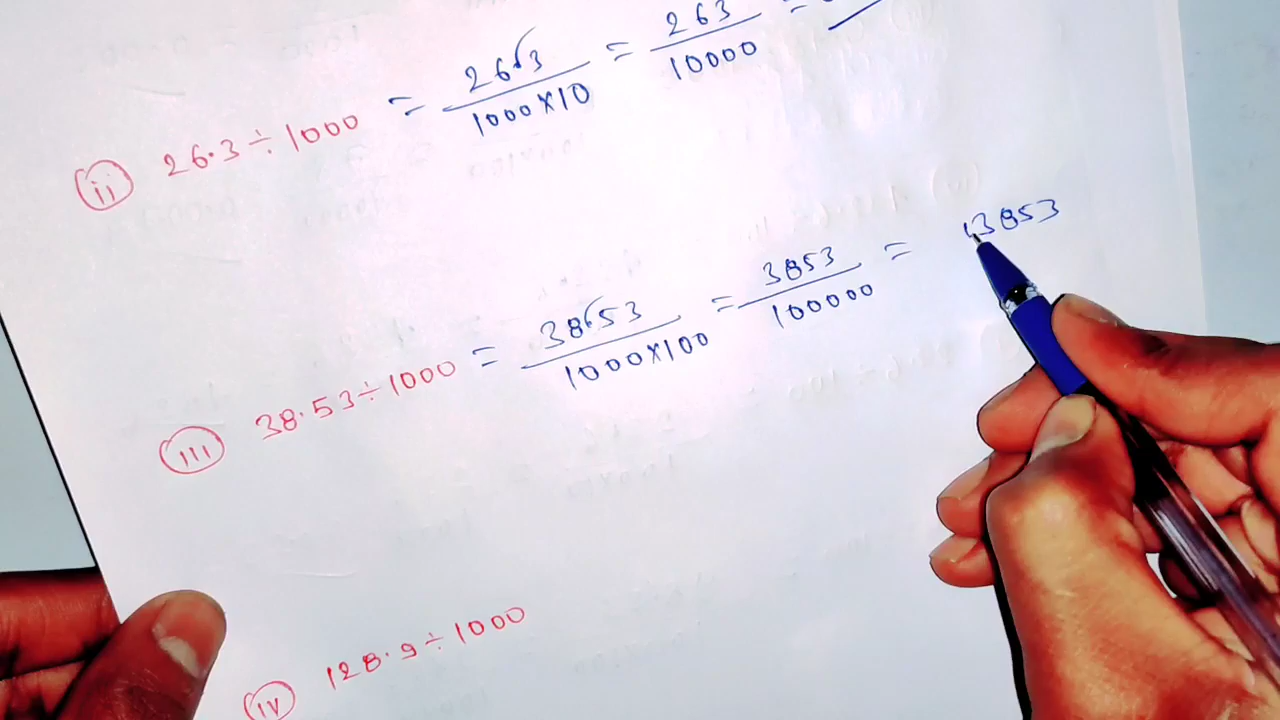 (ii) 26.3 ÷ 1000 = 263 / 1000×10 = 263 / 10000 =
(iii) 38.53 ÷ 1000 = 3853 / 1000×100 = 3853 / 100000 = 3853
(iv) 128.9 ÷ 1000